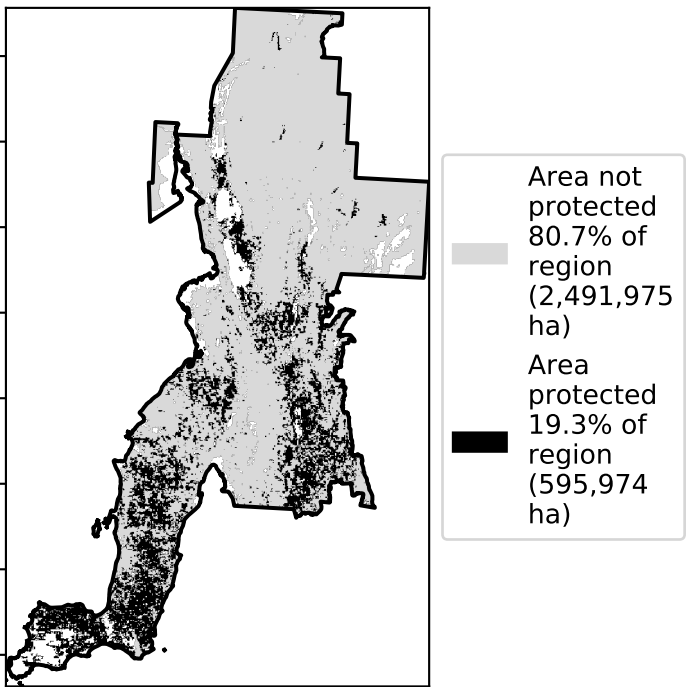 Area not
protected
80.7% of
region
(2,491,975
ha)
Area
protected
19.3% of
region
(595,974
ha)